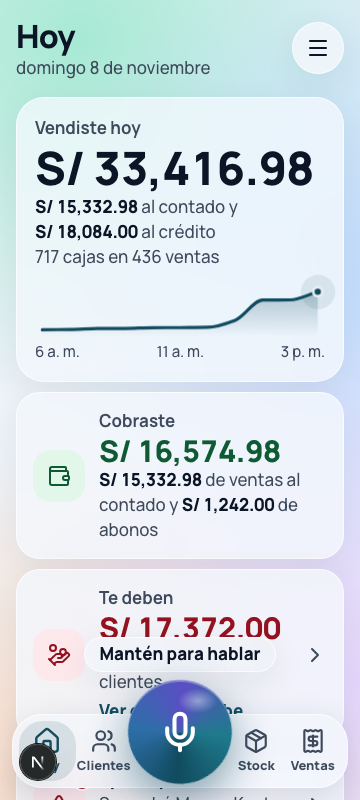 Hoy
domingo 8 de noviembre
Vendiste hoy
S/ 33,416.98
S/ 15,332.98 al contado y
S/ 18,084.00 al crédito
717 cajas en 436 ventas
6 a. m. 11 a. m. 3 p. m.
Cobraste
S/ 16,574.98
S/ 15,332.98 de ventas al
contado y S/ 1,242.00 de
abonos
Te deben
S/ 17,372.00
Mantén pulsado para hablar
clientes
Ver
N
Clientes
Stock
Ventas